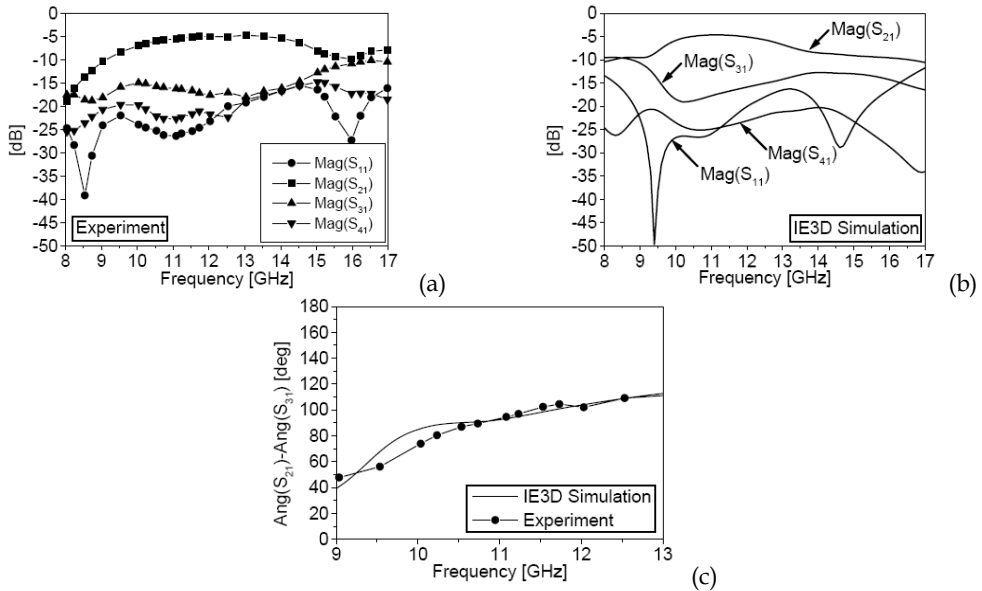 0
-5
-10
-15
-20
-25
-30
-35
-40
-45
-50
[dB]
Experiment
Mag(S11)
Mag(S21)
Mag(S31)
Mag(S41)
8 9 10 11 12 13 14 15 16 17
Frequency [GHz]
(a)
0
-5
-10
-15
-20
-25
-30
-35
-40
-45
-50
[dB]
Mag(S21)
Mag(S31)
Mag(S41)
Mag(S11)
IE3D Simulation
8 9 10 11 12 13 14 15 16 17
Frequency [GHz]
(b)
180
160
140
120
100
80
60
40
20
0
Ang(S21)-Ang(S31) [deg]
IE3D Simulation
Experiment
9 10 11 12 13
Frequency [GHz]
(c)